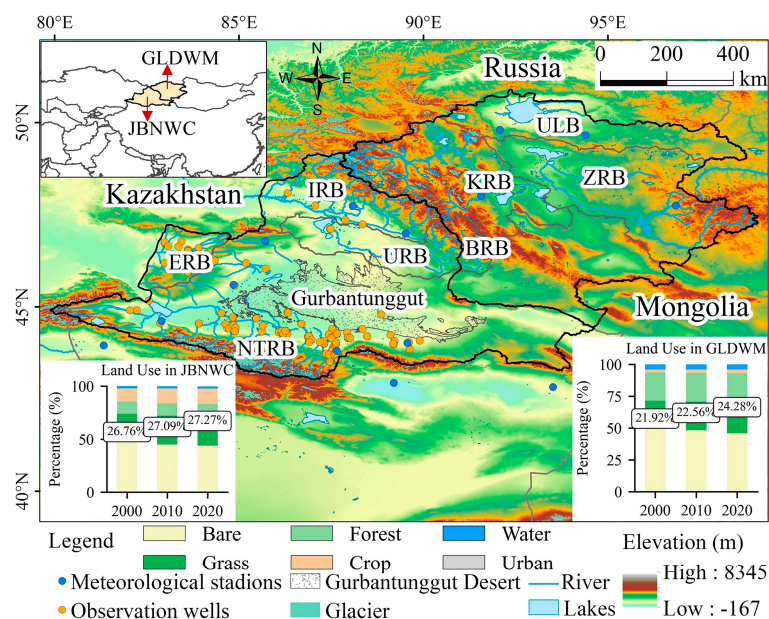 80°E 85°E 90°E 95°E
GLDWM
JBNWC
N
W E
S
0 200 400
km
Russia
50°N
45°N
40°N
ULB
IRB
KRB
ZRB
Kazakhstan
ERB
URB
BRB
Gurbantunggut
Mongolia
NTRB
Land Use in JBNWC
Percentage (%)
100
50
0
26.76% 27.09% 27.27%
2000 2010 2020
Land Use in GLDWM
Percentage (%)
100
75
50
25
0
21.92% 22.56% 24.28%
2000 2010 2020
Legend
Bare Forest Water
Grass Crop Urban
Meteorological stadions Gurbantunggut Desert River
Observation wells Glacier Lakes
Elevation (m)
High : 8345
Low : -167